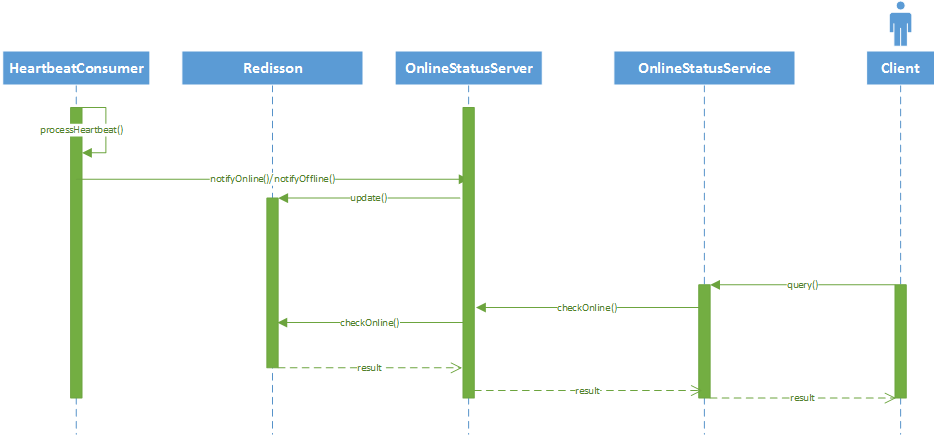 HeartbeatConsumer
Redisson
OnlineStatusServer
OnlineStatusService
Client
processHeartbeat()
notifyOnline()/notifyOffline()
update()
query()
checkOnline()
checkOnline()
result
result
result